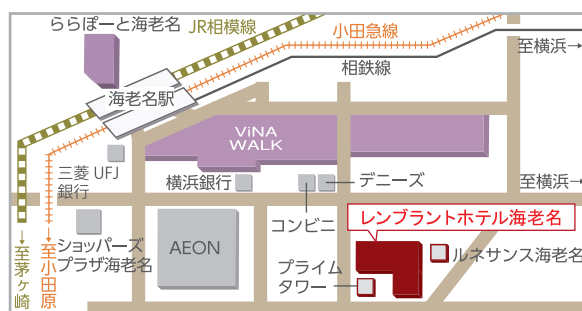 ららぽーと海老名
JR相模線
小田急線
相鉄線
至横浜→
海老名駅
ViNA
WALK
三菱UFJ
銀行
横浜銀行
デニーズ
コンビニ
至横浜→
レンブラントホテル海老名
←至茅ヶ崎
←至小田原
ショッパーズ
プラザ海老名
AEON
プライム
タワー
ルネサンス海老名